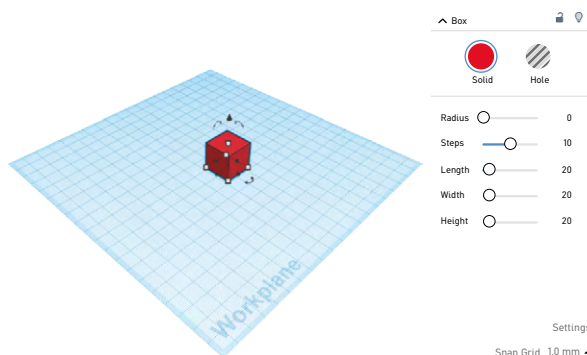 Box
Solid Hole
Radius 0
Steps 10
Length 20
Width 20
Height 20
Workplane
Settings
Snap Grid 1.0 mm